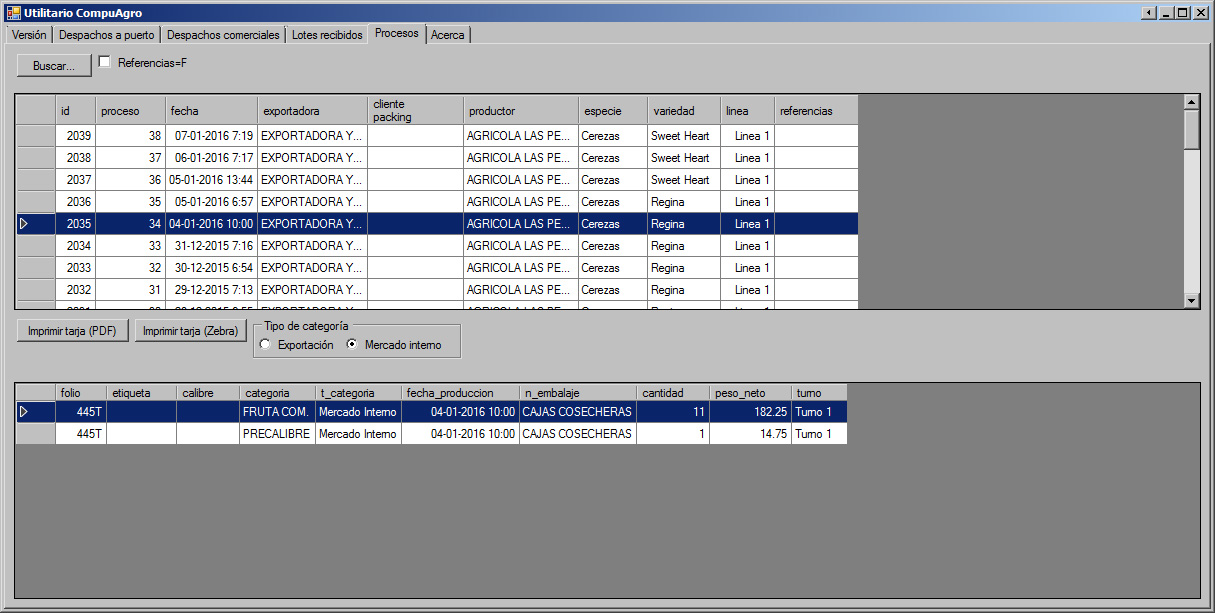 Utilitario CompuAgro
Versión Despachos a puerto Despachos comerciales Lotes recibidos Procesos Acerca
Buscar... Referencias=F
id proceso fecha exportadora cliente packing productor especie variedad linea referencias
2039 38 07-01-2016 7:19 EXPORTADORA Y... AGRICOLA LAS PE... Cerezas Sweet Heart Linea 1
2038 37 06-01-2016 7:17 EXPORTADORA Y... AGRICOLA LAS PE... Cerezas Sweet Heart Linea 1
2037 36 05-01-2016 13:44 EXPORTADORA Y... AGRICOLA LAS PE... Cerezas Sweet Heart Linea 1
2036 35 05-01-2016 6:57 EXPORTADORA Y... AGRICOLA LAS PE... Cerezas Regina Linea 1
2035 34 04-01-2016 10:00 EXPORTADORA Y... AGRICOLA LAS PE... Cerezas Regina Linea 1
2034 33 31-12-2015 7:16 EXPORTADORA Y... AGRICOLA LAS PE... Cerezas Regina Linea 1
2033 32 30-12-2015 6:54 EXPORTADORA Y... AGRICOLA LAS PE... Cerezas Regina Linea 1
2032 31 29-12-2015 7:13 EXPORTADORA Y... AGRICOLA LAS PE... Cerezas Regina Linea 1
Imprimir tarja (PDF) Imprimir tarja (Zebra) Tipo de categoría
Exportación Mercado interno
folio etiqueta calibre categoria t_categoria fecha_produccion n_embalaje cantidad peso_neto turno
445T FRUTA COM. Mercado Interno 04-01-2016 10:00 CAJAS COSECHERAS 11 182.25 Turno 1
445T PRECALIBRE Mercado Interno 04-01-2016 10:00 CAJAS COSECHERAS 1 14.75 Turno 1